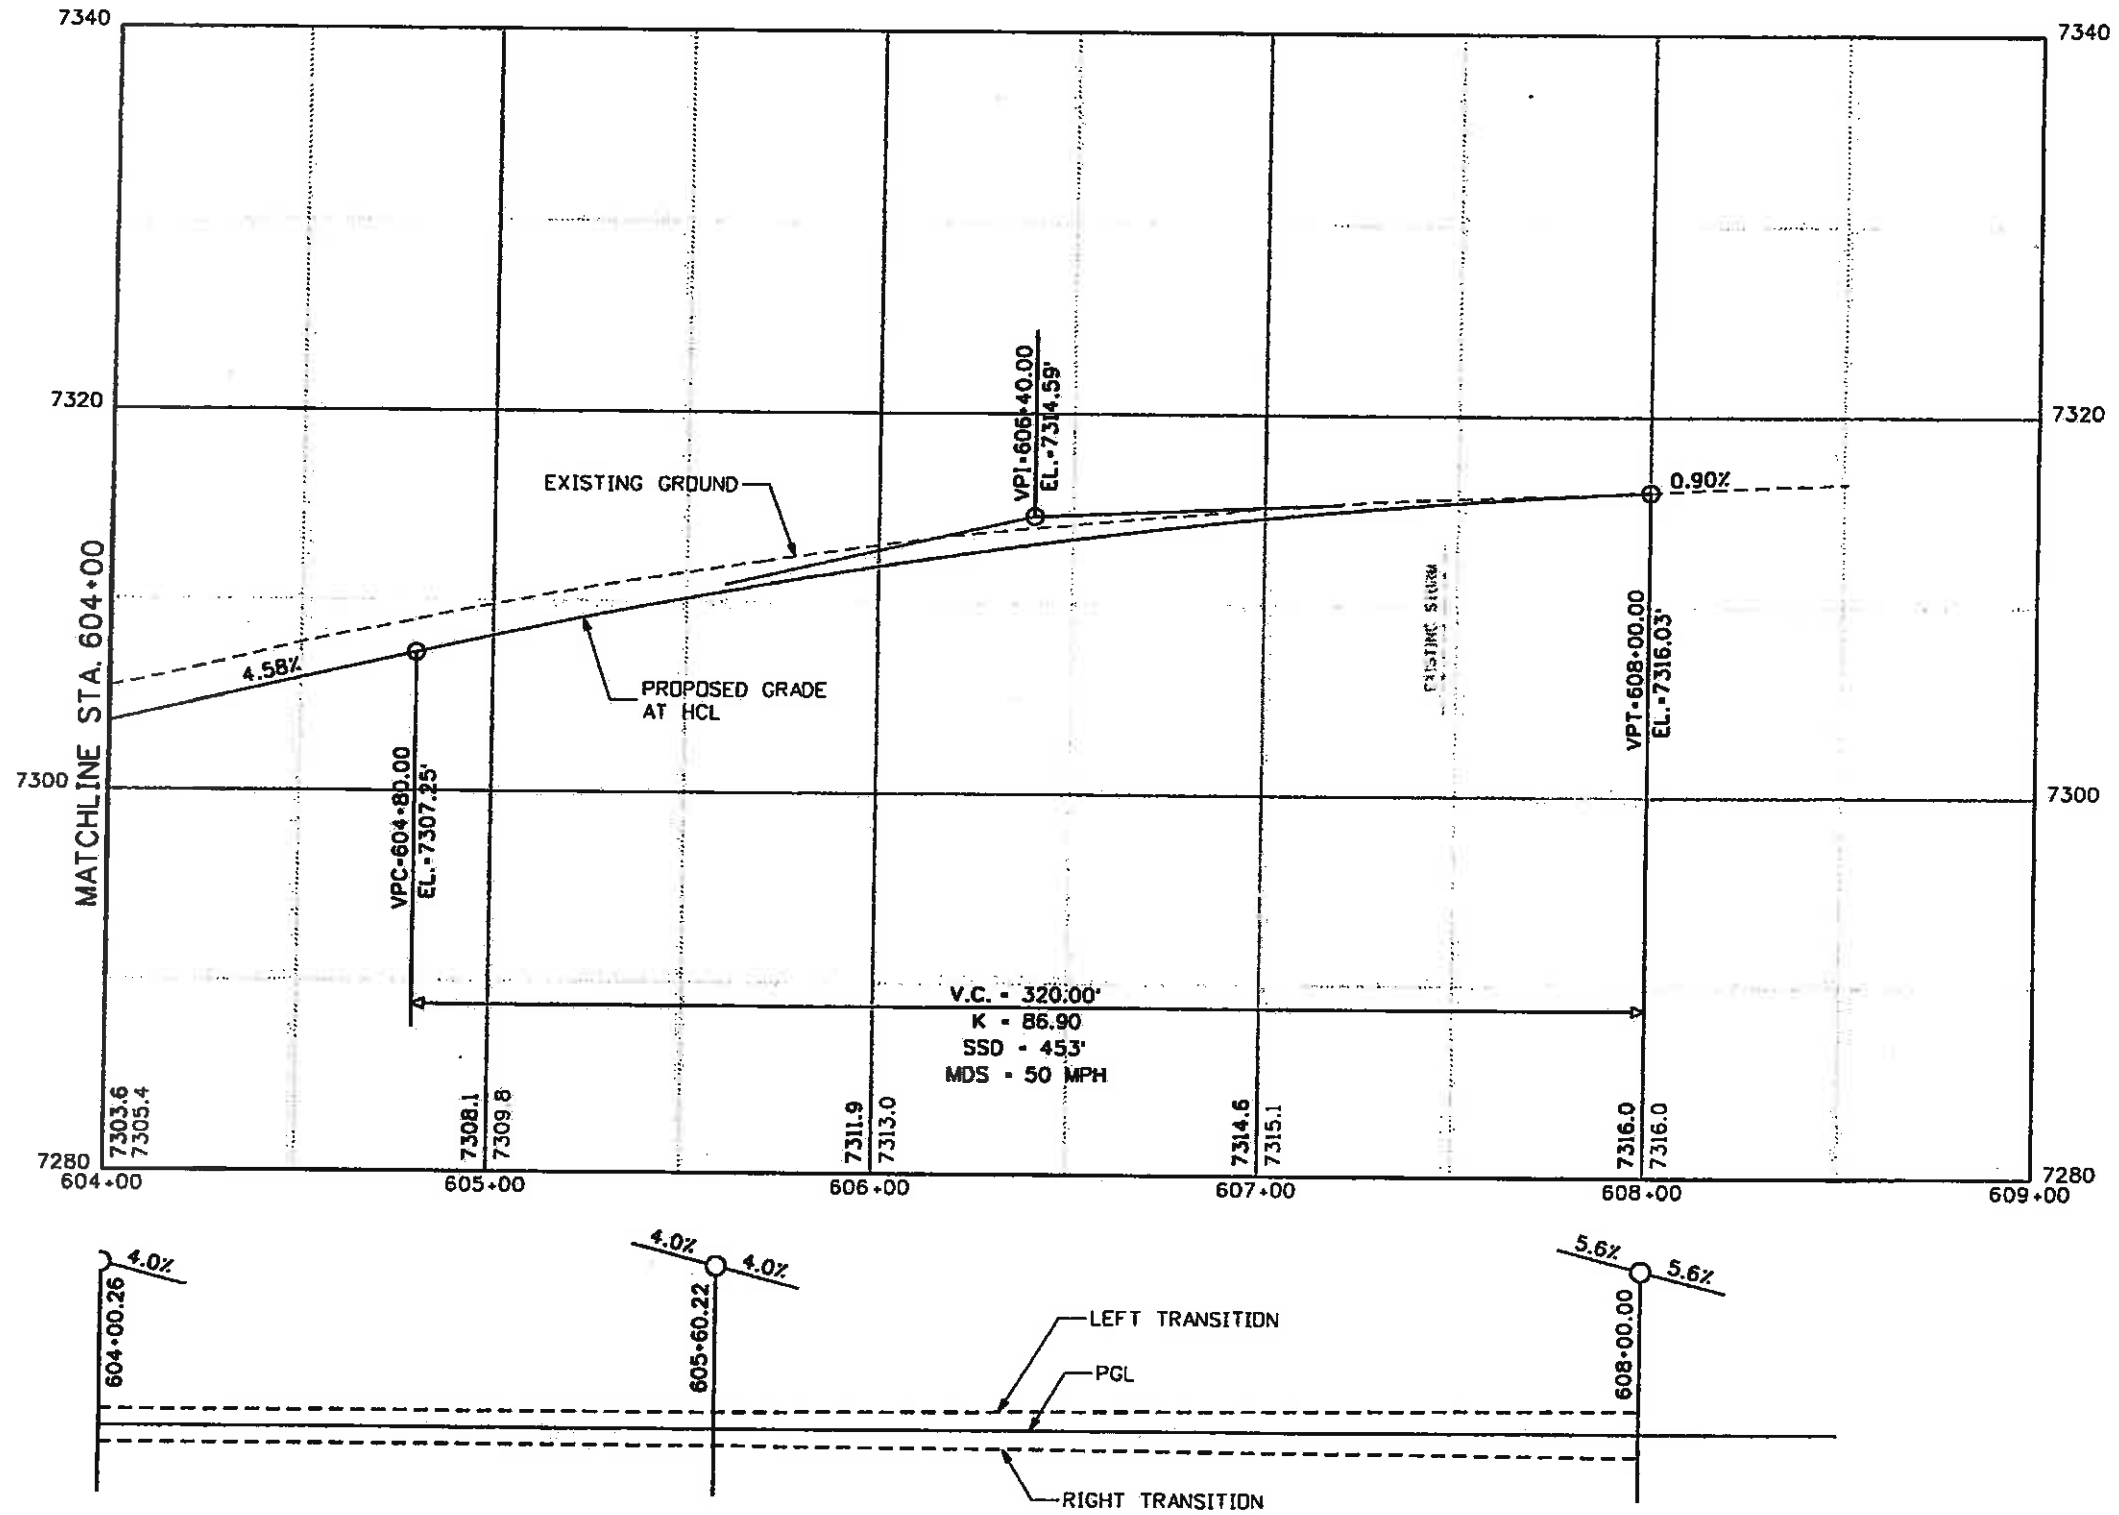 7340
7340
7320
7320
VPI=606+40.00
EL.=7314.59'
EXISTING GROUND
0.90%
MATCHLINE STA. 604+00
4.58%
PROPOSED GRADE
AT HCL
EXISTING STORM
VPT=608+00.00
EL.=7316.03'
7300
7300
VPC=604+80.00
EL.=7307.25'
V.C. = 320.00'
K = 86.90
SSD = 453'
MDS = 50 MPH
7303.6
7305.4
7308.1
7309.8
7311.9
7313.0
7314.6
7315.1
7316.0
7316.0
7280
7280
604+00
605+00
606+00
607+00
608+00
609+00
4.0%
604+00.26
4.0%
4.0%
605+60.22
5.6%
5.6%
608+00.00
LEFT TRANSITION
PGL
RIGHT TRANSITION